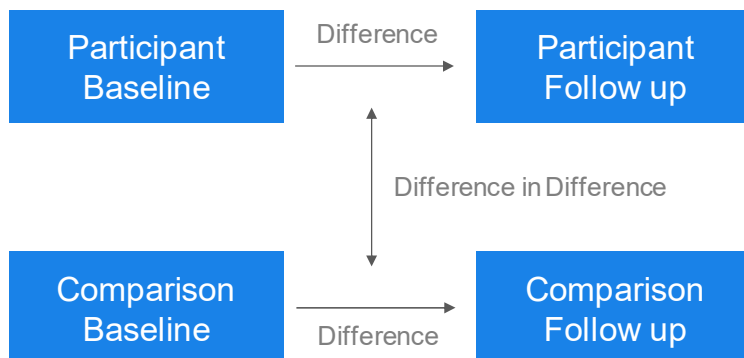 Participant
Baseline
Difference
Participant
Follow up
Difference in Difference
Comparison
Baseline
Difference
Comparison
Follow up